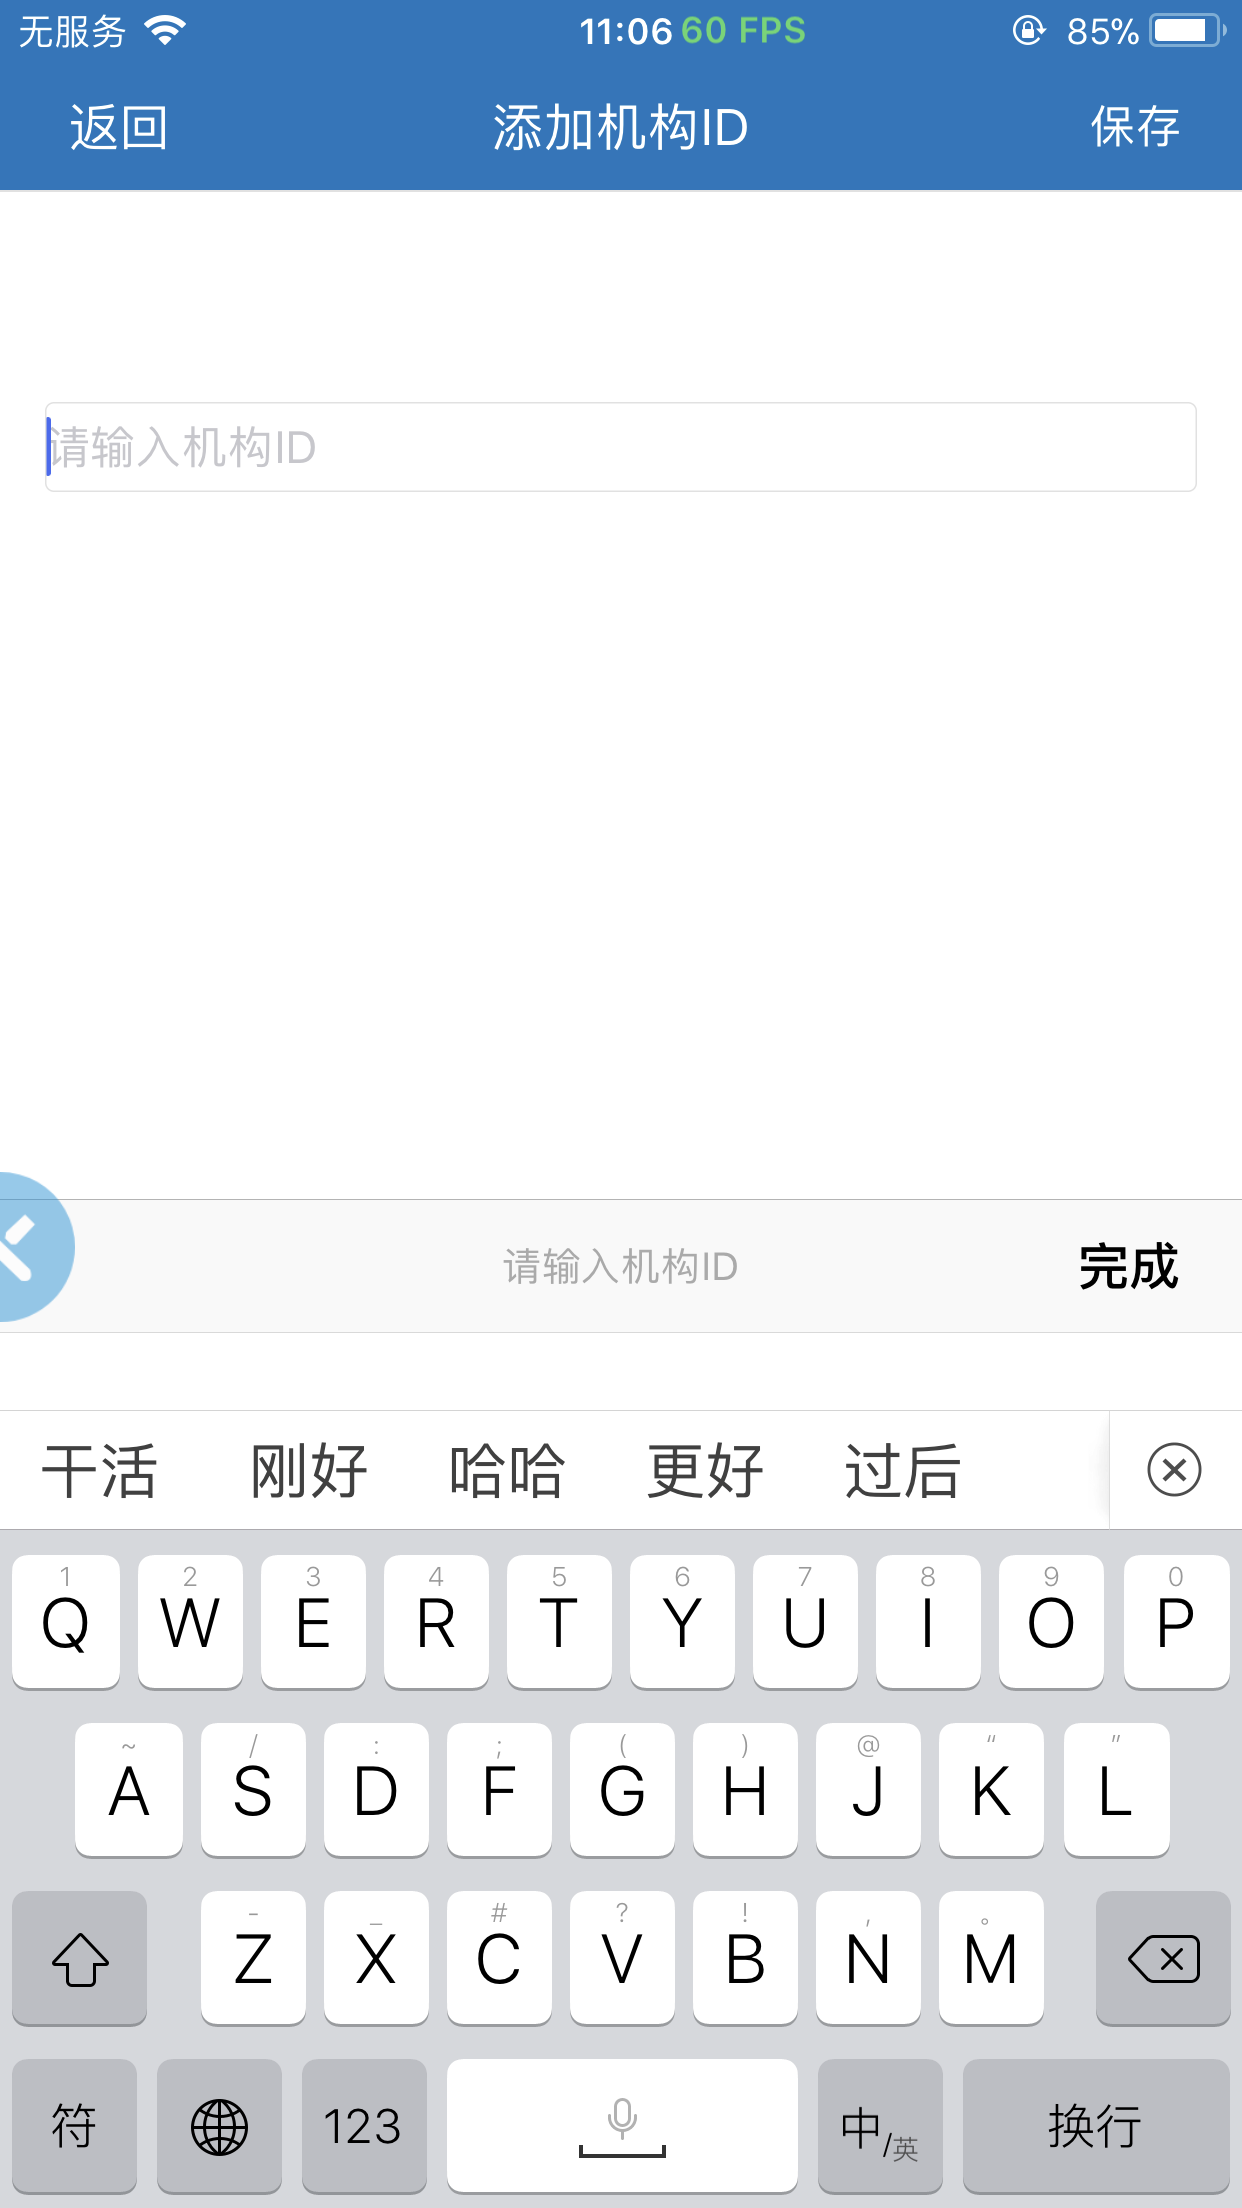 无服务 11:06 60 FPS 85%
返回 添加机构ID 保存
请输入机构ID
请输入机构ID 完成
干活 刚好 哈哈 更好 过后
1 2 3 4 5 6 7 8 9 0
Q W E R T Y U I O P
~ / : ; ( ) @ “ ”
A S D F G H J K L
- _ # ? ! , 。
Z X C V B N M
符 123 中/英 换行